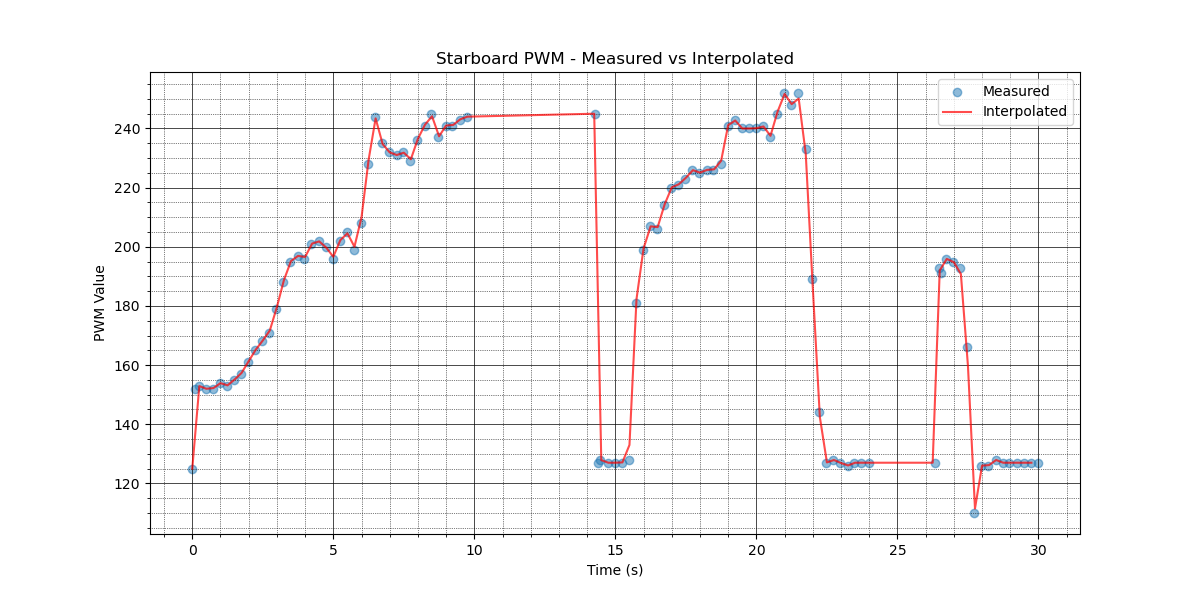 Starboard PWM - Measured vs Interpolated
Measured
Interpolated
240
220
200
180
160
140
120
PWM Value
0 5 10 15 20 25 30
Time (s)